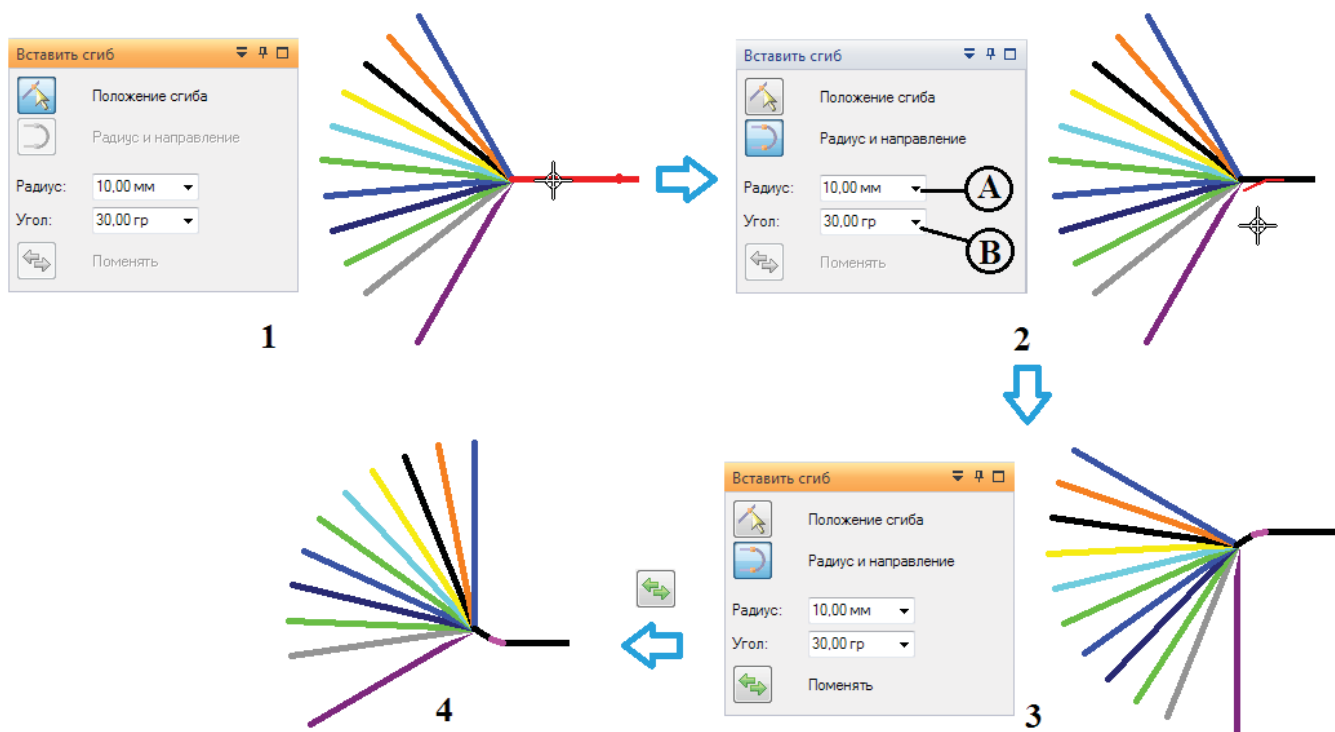 Вставить сгиб
Положение сгиба
Радиус и направление
Радиус: 10,00 мм
Угол: 30,00 гр
Поменять
1
Вставить сгиб
Положение сгиба
Радиус и направление
Радиус: 10,00 мм
A
Угол: 30,00 гр
B
Поменять
2
Вставить сгиб
Положение сгиба
Радиус и направление
Радиус: 10,00 мм
Угол: 30,00 гр
Поменять
3
4